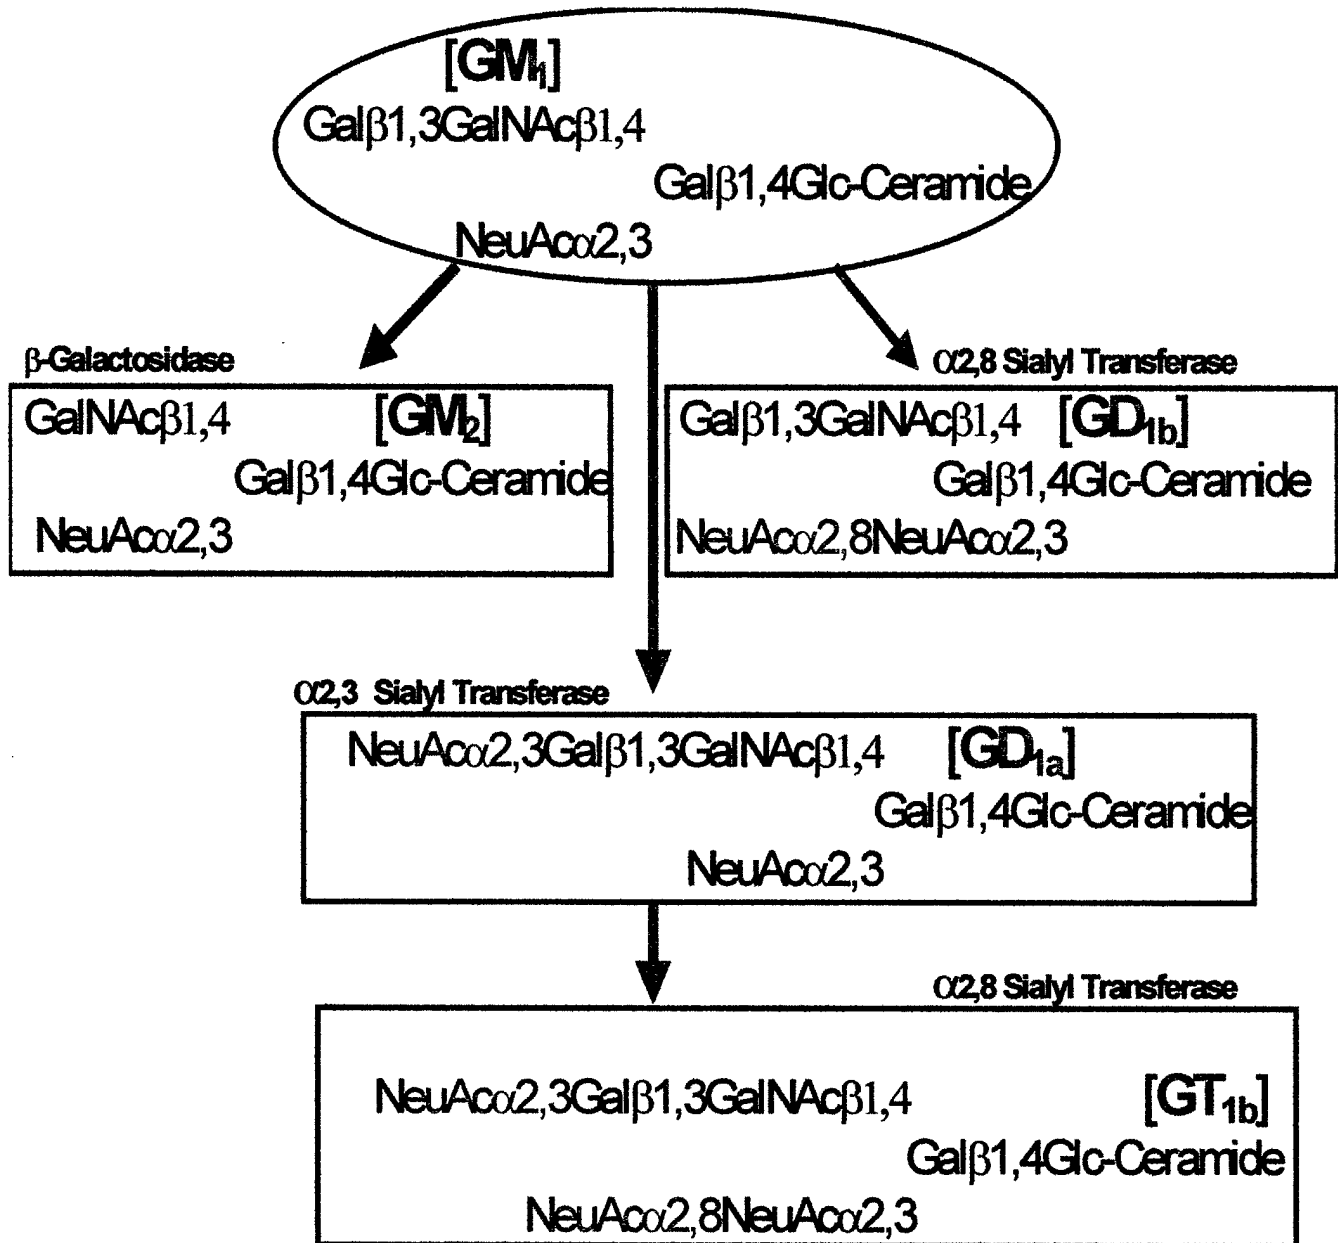 [GM1]
Galβ1,3GalNAcβ1,4
Galβ1,4Glc-Ceramide
NeuAcα2,3
β-Galactosidase
GalNAcβ1,4 [GM2]
Galβ1,4Glc-Ceramide
NeuAcα2,3
α2,8 Sialyl Transferase
Galβ1,3GalNAcβ1,4 [GD1b]
Galβ1,4Glc-Ceramide
NeuAcα2,8NeuAcα2,3
α2,3 Sialyl Transferase
NeuAcα2,3Galβ1,3GalNAcβ1,4 [GD1a]
Galβ1,4Glc-Ceramide
NeuAcα2,3
α2,8 Sialyl Transferase
NeuAcα2,3Galβ1,3GalNAcβ1,4 [GT1b]
Galβ1,4Glc-Ceramide
NeuAcα2,8NeuAcα2,3